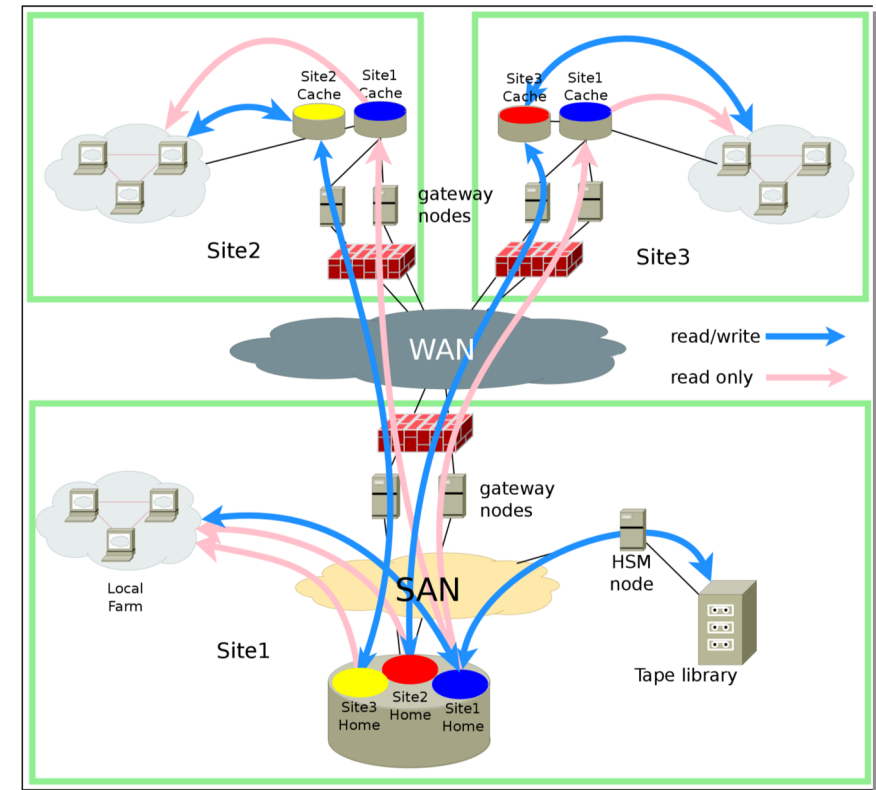 Site2
Cache
Site1
Cache
Site3
Cache
Site1
Cache
gateway
nodes
Site2
Site3
WAN
read/write
read only
gateway
nodes
Local
Farm
SAN
HSM
node
Site1
Tape library
Site3
Home
Site2
Home
Site1
Home